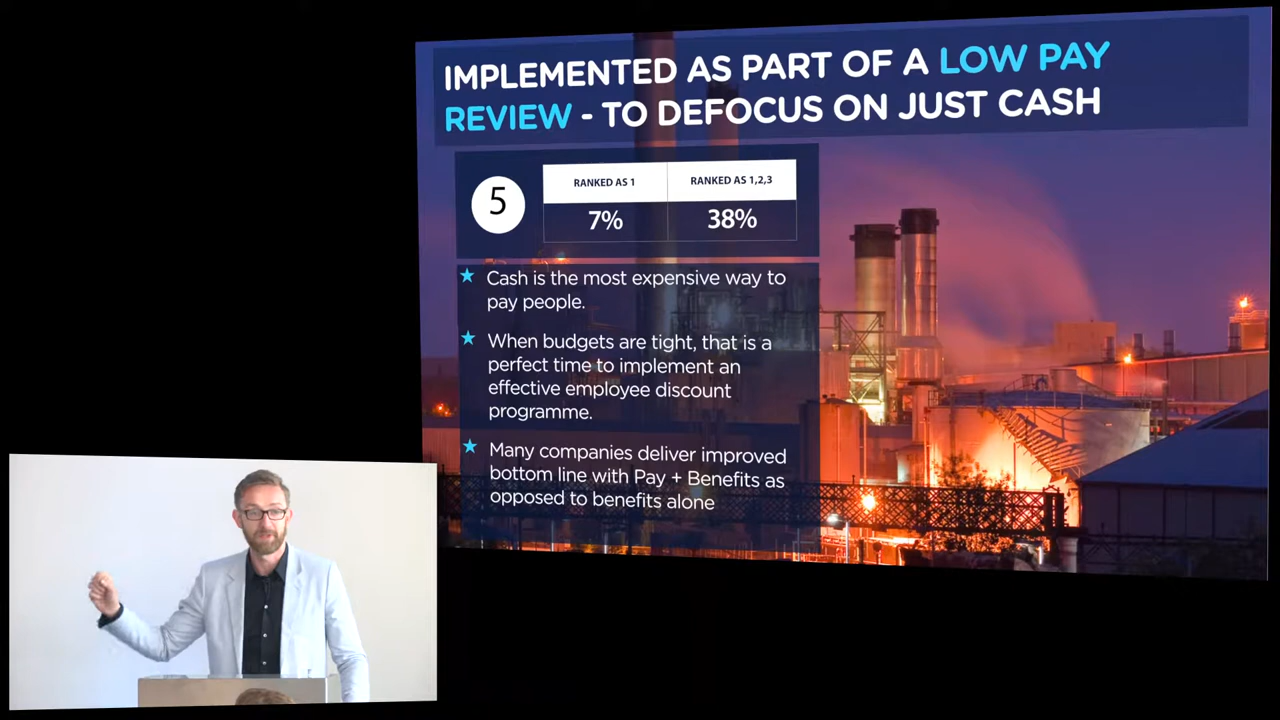 IMPLEMENTED AS PART OF A LOW PAY
REVIEW - TO DEFOCUS ON JUST CASH
5
RANKED AS 1
RANKED AS 1,2,3
7%
38%
Cash is the most expensive way to
pay people.
When budgets are tight, that is a
perfect time to implement an
effective employee discount
programme.
Many companies deliver improved
bottom line with Pay + Benefits as
opposed to benefits alone